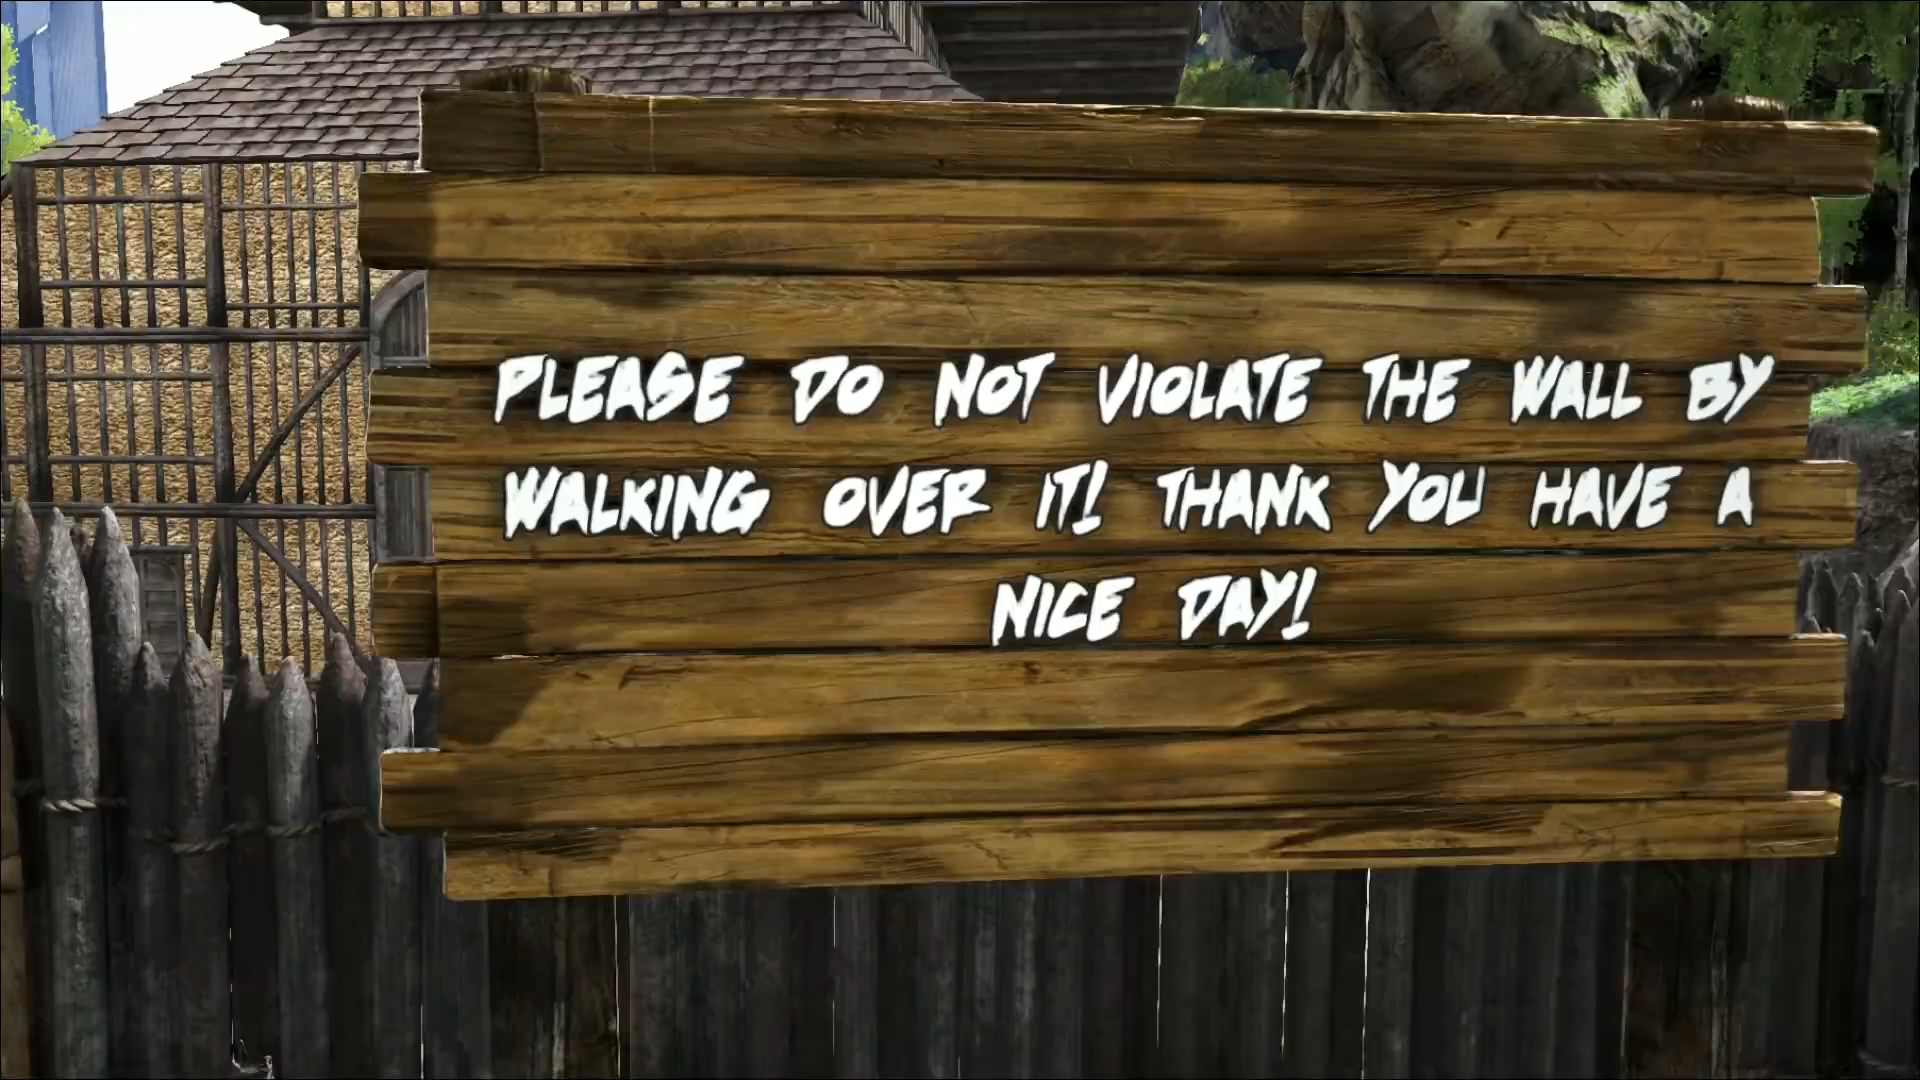 PLEASE DO NOT VIOLATE THE WALL BY
WALKING OVER IT! THANK YOU HAVE A
NICE DAY!